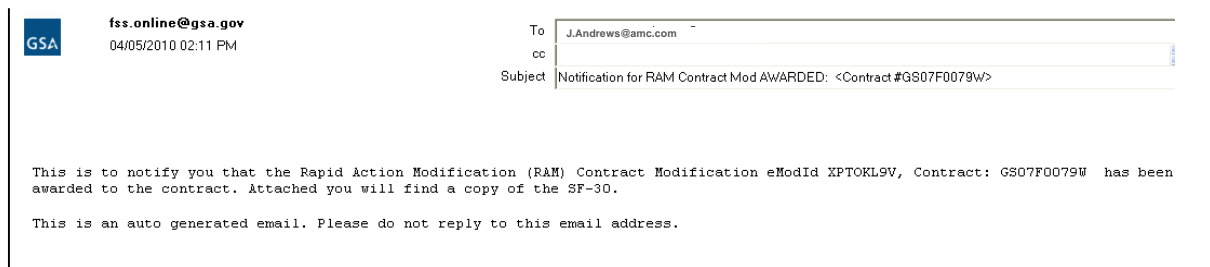 GSA
fss.online@gsa.gov
04/05/2010 02:11 PM
To J.Andrews@amc.com
cc
Subject Notification for RAM Contract Mod AWARDED: <Contract #GS07F0079W>
This is to notify you that the Rapid Action Modification (RAM) Contract Modification eModId XPTOKL9V, Contract: GS07F0079W has been
awarded to the contract. Attached you will find a copy of the SF-30.
This is an auto generated email. Please do not reply to this email address.